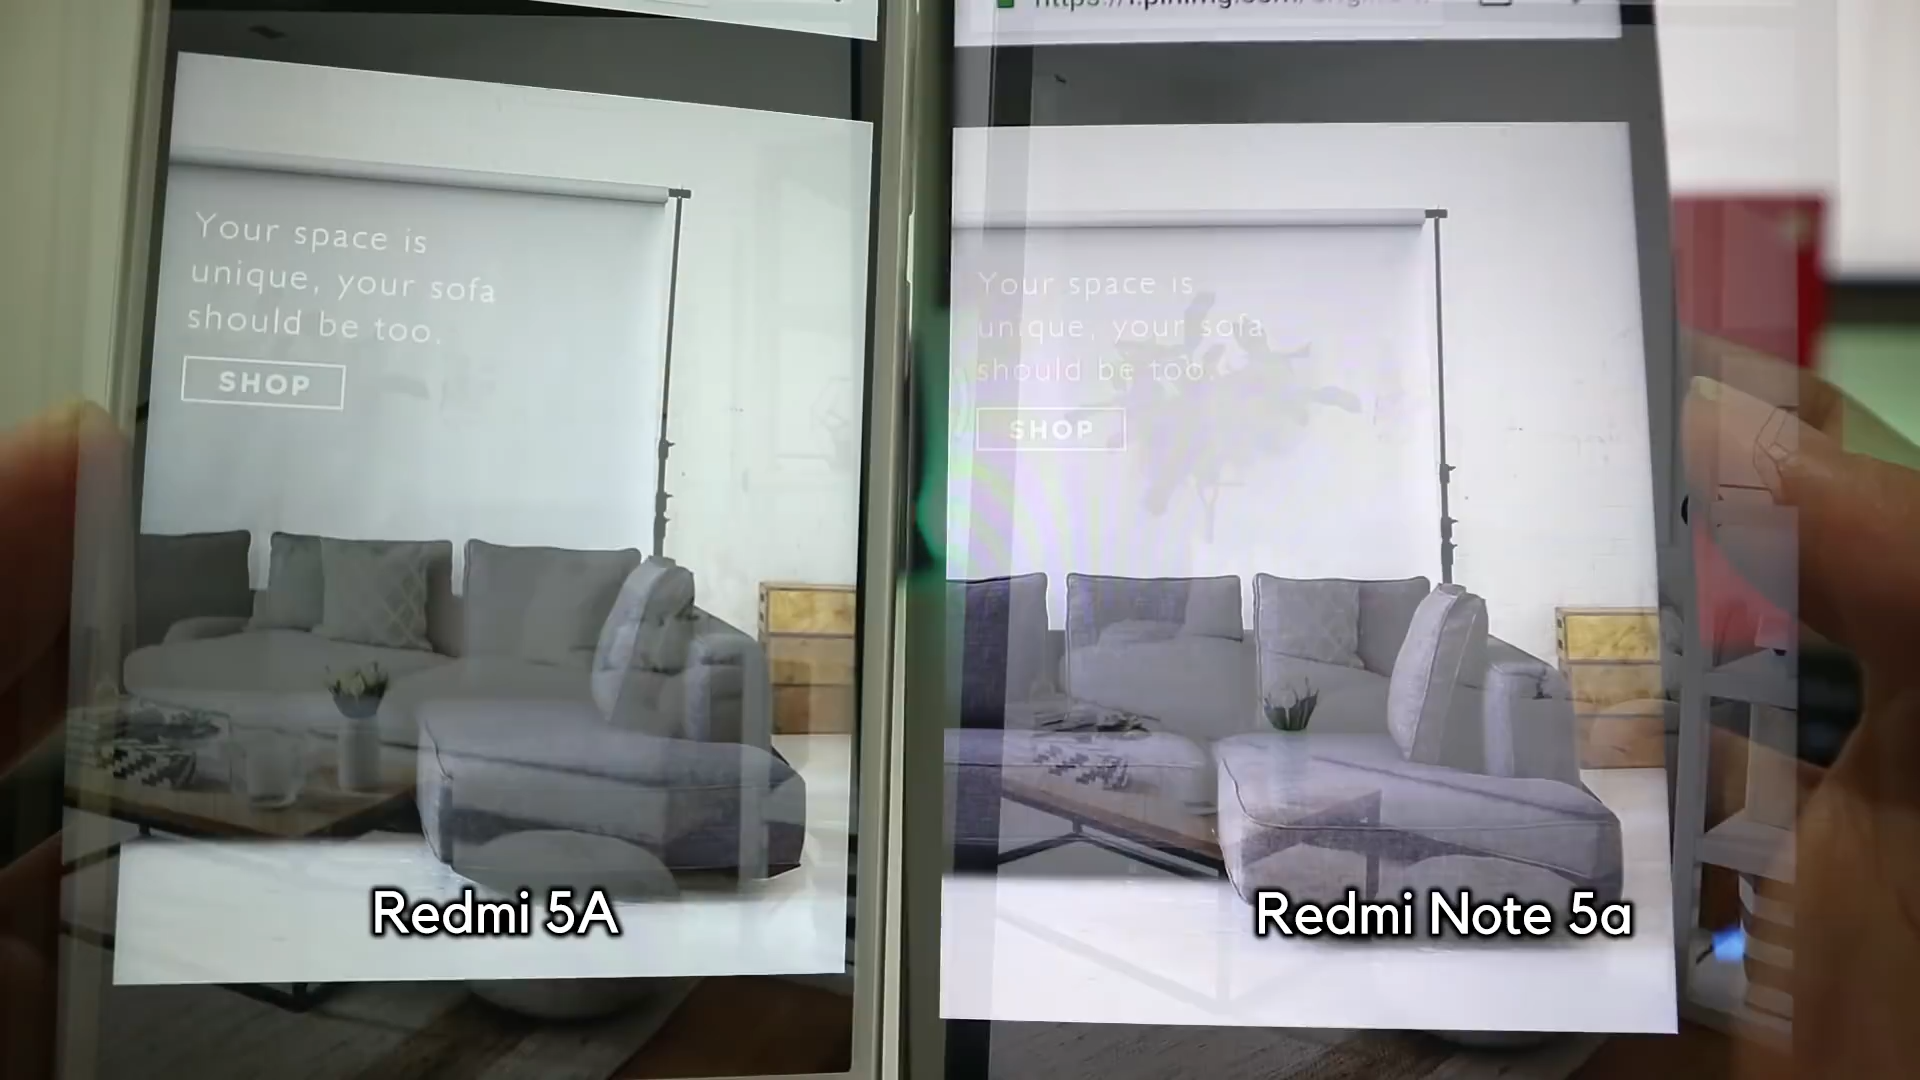 Your space is
unique, your sofa
should be too.
SHOP
Your space is
unique, your sofa
should be too.
SHOP
Redmi 5A
Redmi Note 5a